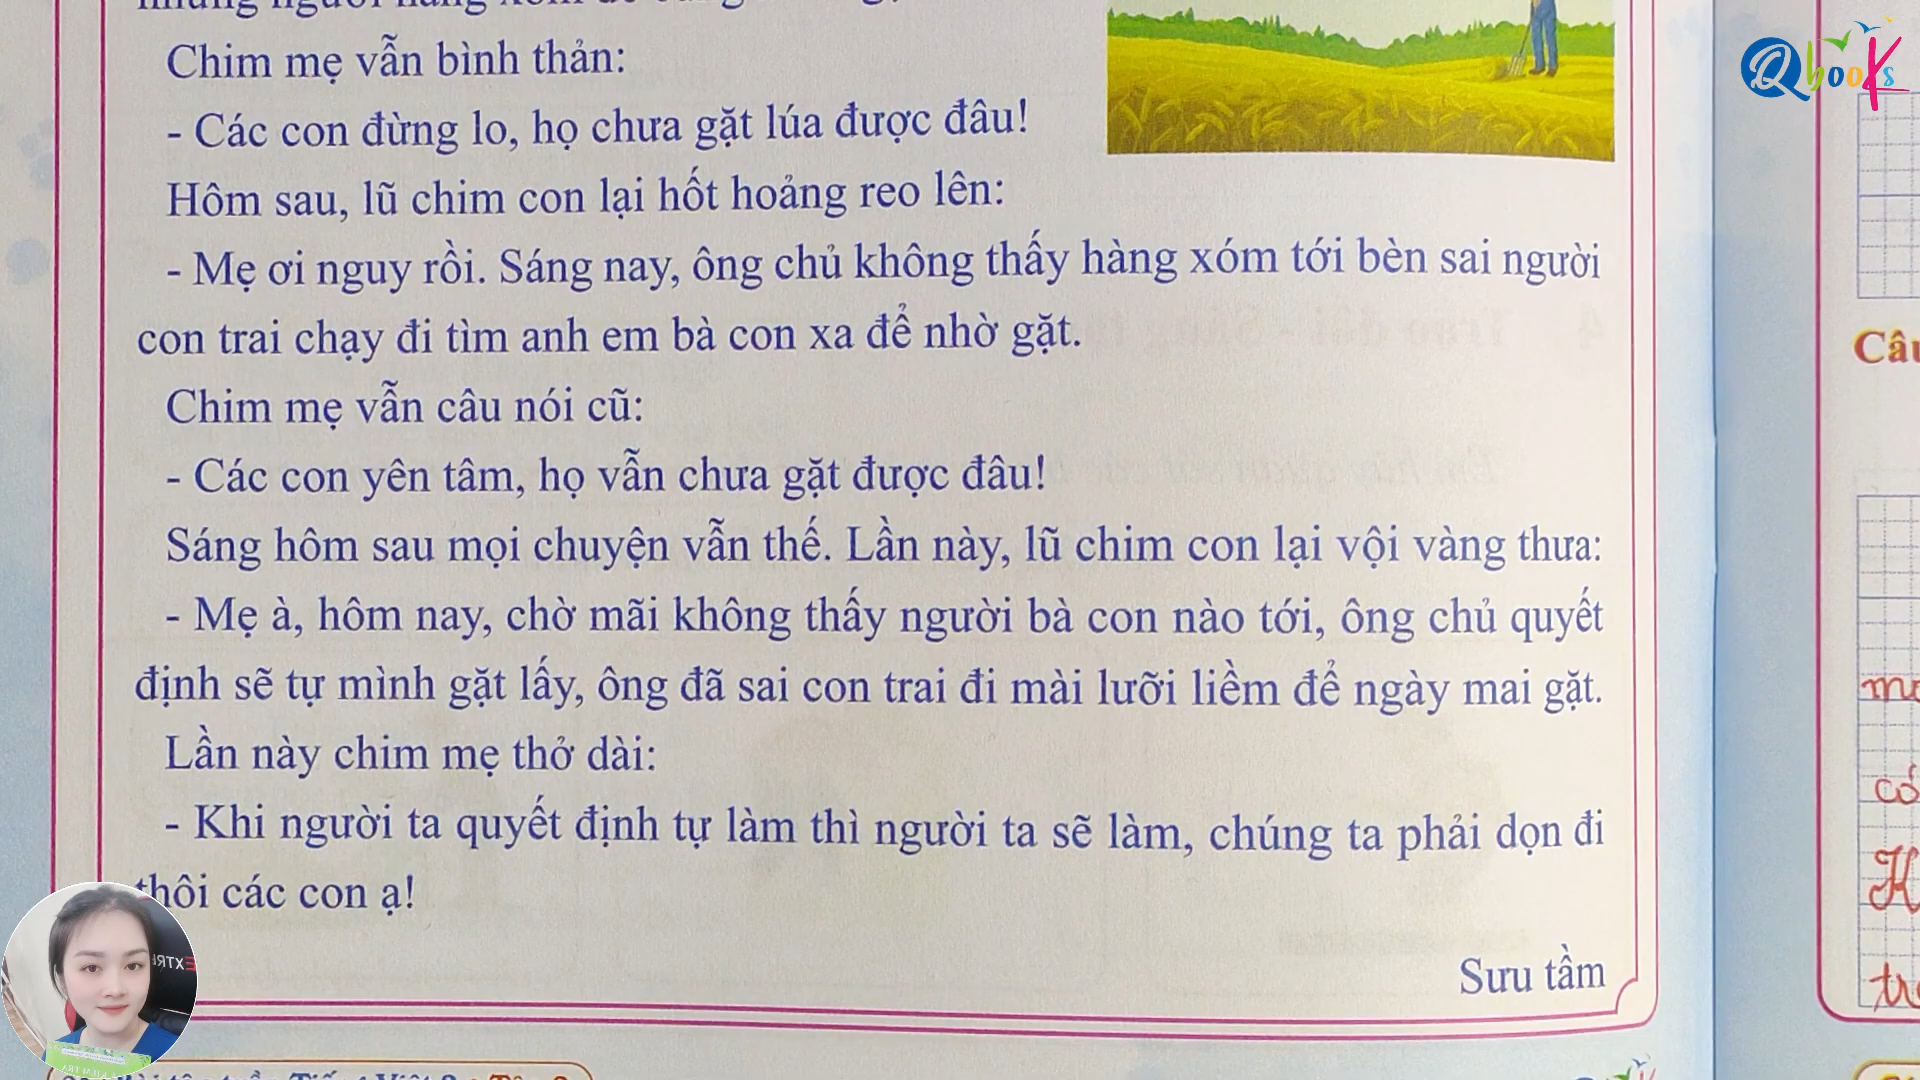 Chim mẹ vẫn bình thản:
- Các con đừng lo, họ chưa gặt lúa được đâu!
Hôm sau, lũ chim con lại hốt hoảng reo lên:
- Mẹ ơi nguy rồi. Sáng nay, ông chủ không thấy hàng xóm tới bèn sai người
con trai chạy đi tìm anh em bà con xa để nhờ gặt.
Chim mẹ vẫn câu nói cũ:
- Các con yên tâm, họ vẫn chưa gặt được đâu!
Sáng hôm sau mọi chuyện vẫn thế. Lần này, lũ chim con lại vội vàng thưa:
- Mẹ à, hôm nay, chờ mãi không thấy người bà con nào tới, ông chủ quyết
định sẽ tự mình gặt lấy, ông đã sai con trai đi mài lưỡi liềm để ngày mai gặt.
Lần này chim mẹ thở dài:
- Khi người ta quyết định tự làm thì người ta sẽ làm, chúng ta phải dọn đi
thôi các con ạ!
Sưu tầm
Qbooks
Câu
có